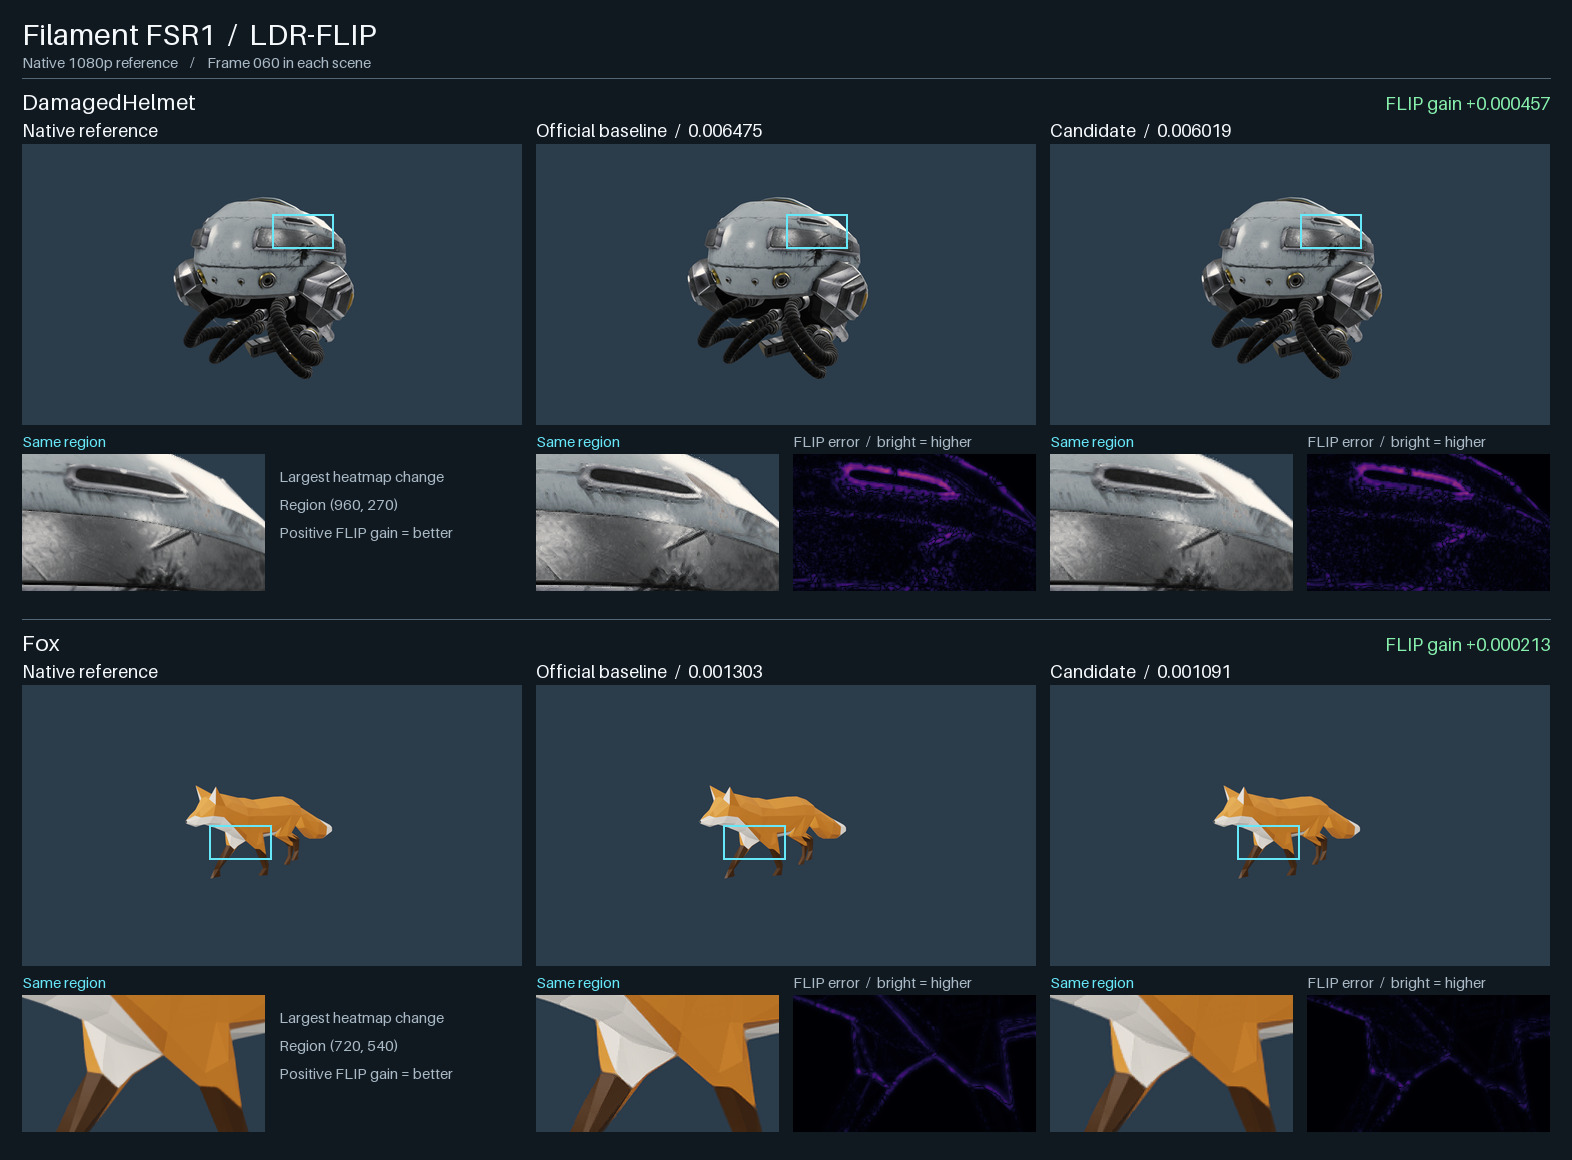 Filament FSR1 / LDR-FLIP
Native 1080p reference / Frame 060 in each scene
DamagedHelmet
FLIP gain +0.000457
Native reference
Official baseline / 0.006475
Candidate / 0.006019
Same region
Same region
FLIP error / bright = higher
Same region
FLIP error / bright = higher
Largest heatmap change
Region (960, 270)
Positive FLIP gain = better
Fox
FLIP gain +0.000213
Native reference
Official baseline / 0.001303
Candidate / 0.001091
Same region
Same region
FLIP error / bright = higher
Same region
FLIP error / bright = higher
Largest heatmap change
Region (720, 540)
Positive FLIP gain = better